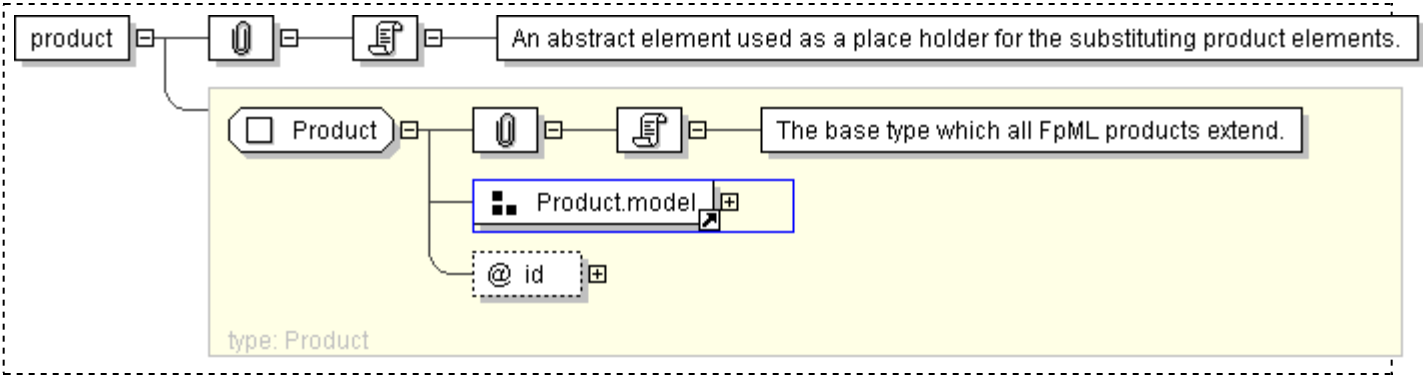 product An abstract element used as a place holder for the substituting product elements.
Product The base type which all FpML products extend.
Product.model
@ id
type: Product